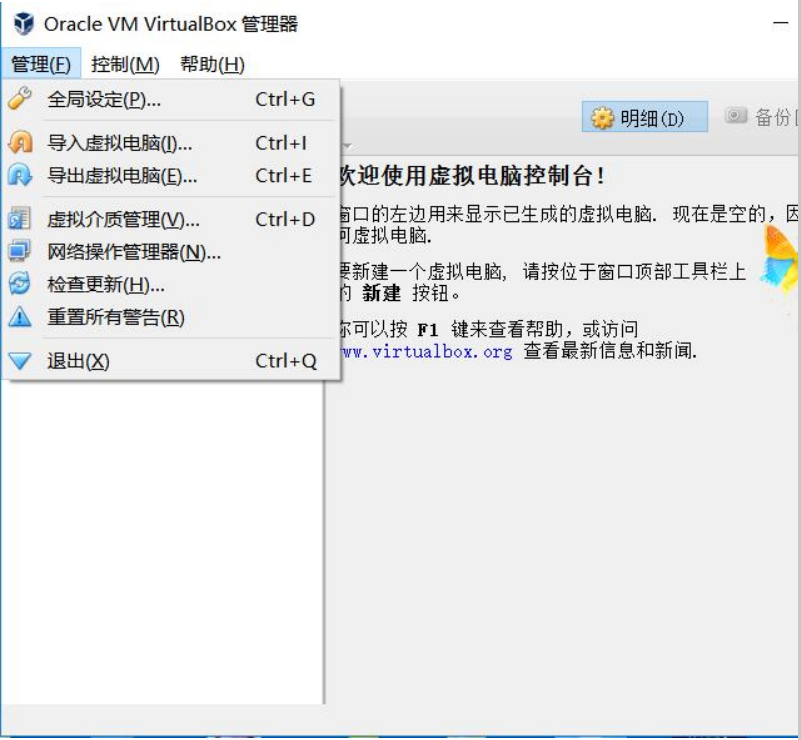 Oracle VM VirtualBox 管理器
管理(F) 控制(M) 帮助(H)
全局设定(P)... Ctrl+G
明细(D) 备份[
导入虚拟电脑(I)... Ctrl+I
导出虚拟电脑(E)... Ctrl+E
欢迎使用虚拟电脑控制台!
虚拟介质管理(V)... Ctrl+D
窗口的左边用来显示已生成的虚拟电脑. 现在是空的, 因
何虚拟电脑.
网络操作管理器(N)...
要新建一个虚拟电脑, 请按位于窗口顶部工具栏上
检查更新(H)...
的 新建 按钮。
重置所有警告(R)
你可以按 F1 键来查看帮助, 或访问
www.virtualbox.org 查看最新信息和新闻.
退出(X) Ctrl+Q